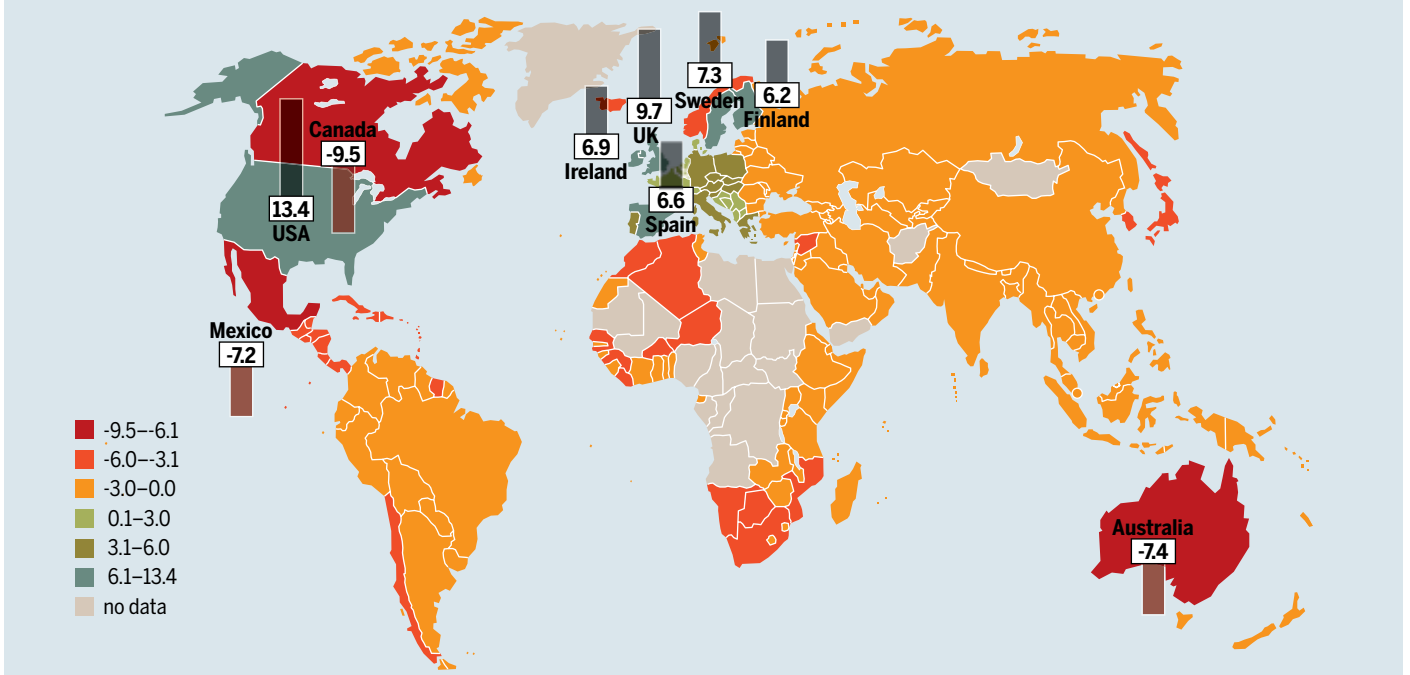 7.3
Sweden
6.2
Finland
9.7
UK
6.9
Ireland
Canada
-9.5
6.6
Spain
13.4
USA
Mexico
-7.2
-9.5–-6.1
-6.0–-3.1
-3.0–0.0
0.1–3.0
3.1–6.0
6.1–13.4
no data
Australia
-7.4